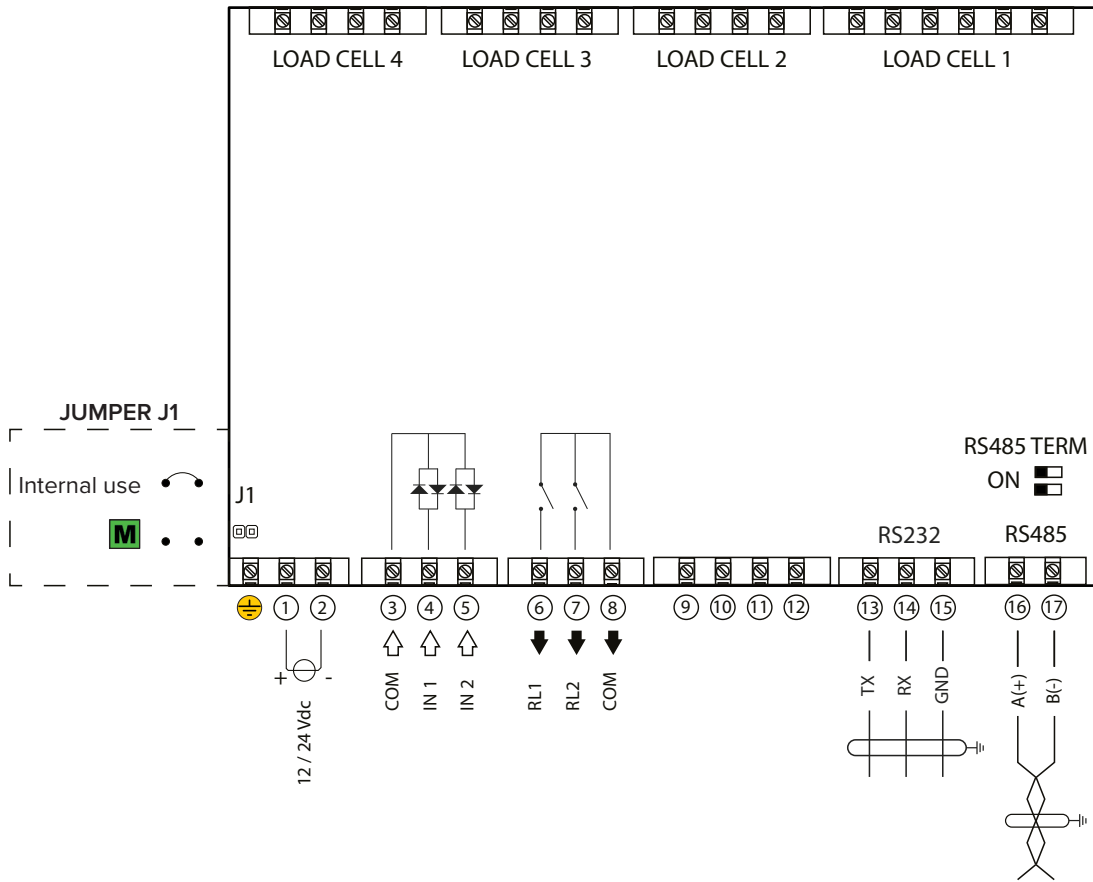 LOAD CELL 4 LOAD CELL 3 LOAD CELL 2 LOAD CELL 1
JUMPER J1
Internal use
M
J1
RS485 TERM
ON
RS232 RS485
1 2 3 4 5 6 7 8 9 10 11 12 13 14 15 16 17
+ -
12 / 24 Vdc
COM
IN 1
IN 2
RL1
RL2
COM
TX
RX
GND
A(+)
B(-)